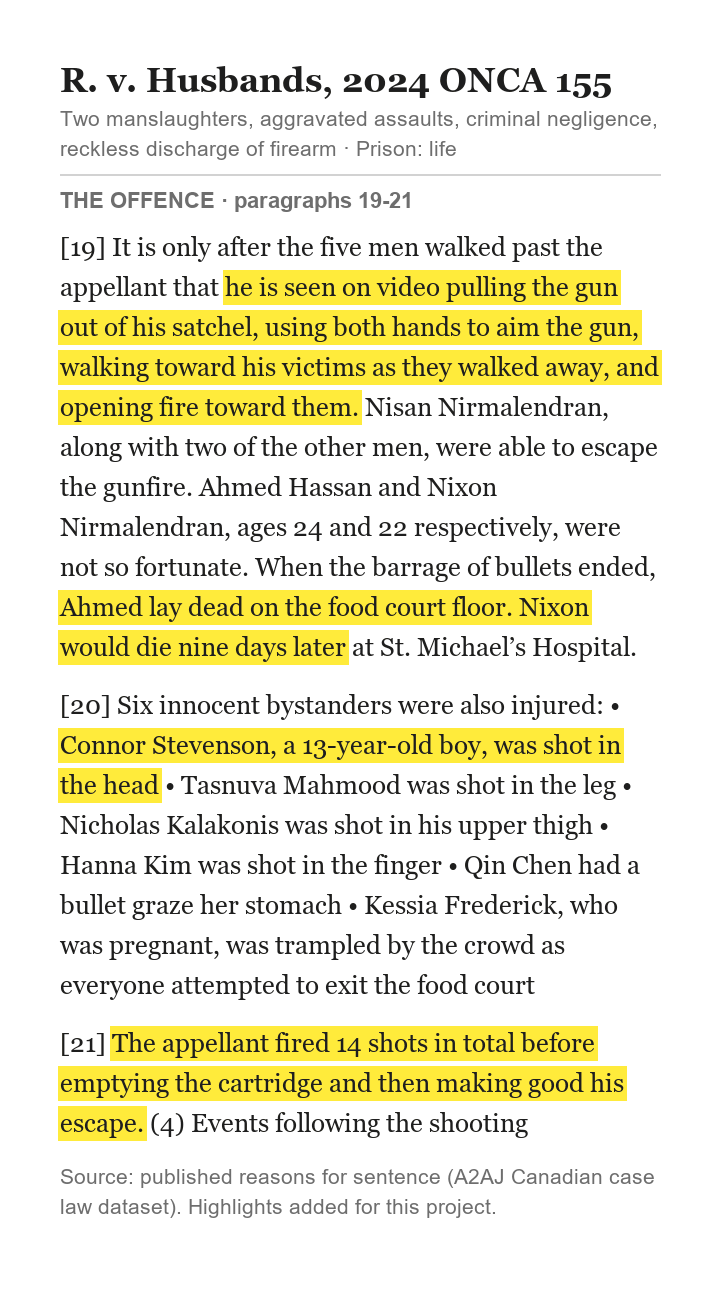 R. v. Husbands, 2024 ONCA 155
Two manslaughters, aggravated assaults, criminal negligence,
reckless discharge of firearm · Prison: life
THE OFFENCE · paragraphs 19-21
[19] It is only after the five men walked past the
appellant that he is seen on video pulling the gun
out of his satchel, using both hands to aim the gun,
walking toward his victims as they walked away, and
opening fire toward them. Nisan Nirmalendran,
along with two of the other men, were able to escape
the gunfire. Ahmed Hassan and Nixon
Nirmalendran, ages 24 and 22 respectively, were
not so fortunate. When the barrage of bullets ended,
Ahmed lay dead on the food court floor. Nixon
would die nine days later at St. Michael’s Hospital.
[20] Six innocent bystanders were also injured: •
Connor Stevenson, a 13-year-old boy, was shot in
the head • Tasnuva Mahmood was shot in the leg •
Nicholas Kalakonis was shot in his upper thigh •
Hanna Kim was shot in the finger • Qin Chen had a
bullet graze her stomach • Kessia Frederick, who
was pregnant, was trampled by the crowd as
everyone attempted to exit the food court
[21] The appellant fired 14 shots in total before
emptying the cartridge and then making good his
escape. (4) Events following the shooting
Source: published reasons for sentence (A2AJ Canadian case
law dataset). Highlights added for this project.